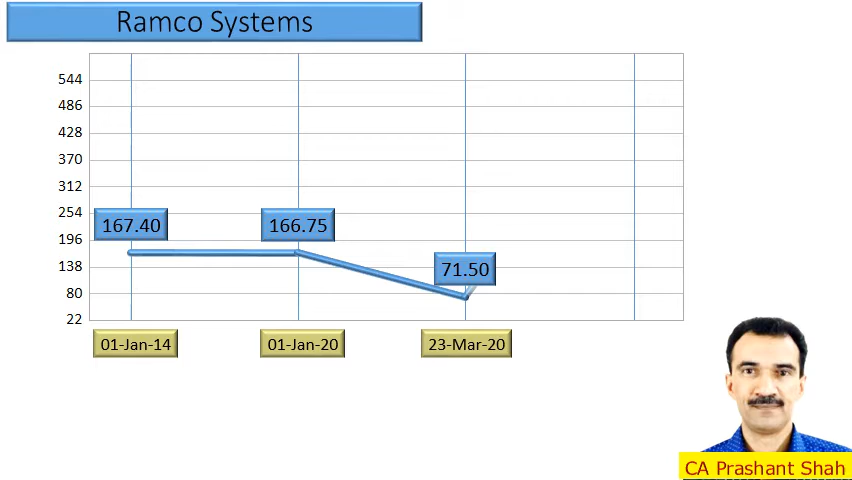 Ramco Systems
544
486
428
370
312
254
196
138
80
22
167.40
166.75
71.50
01-Jan-14
01-Jan-20
23-Mar-20
CA Prashant Shah